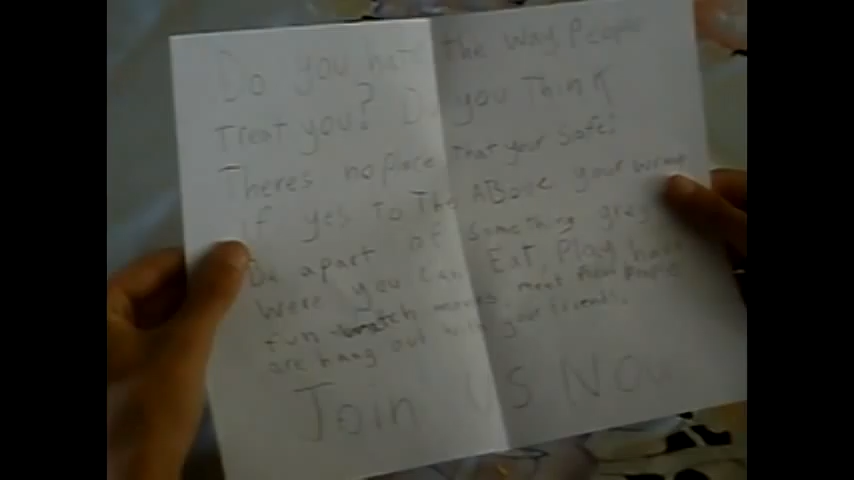 Do you hate the way People
Treat you? Do you Think
Theres no place that your safe?
if yes to The ABove your wrong
Be apart of something great
Were you can Eat Play have
fun watch movies meet new people
are hang out with your friends.
Join US Now